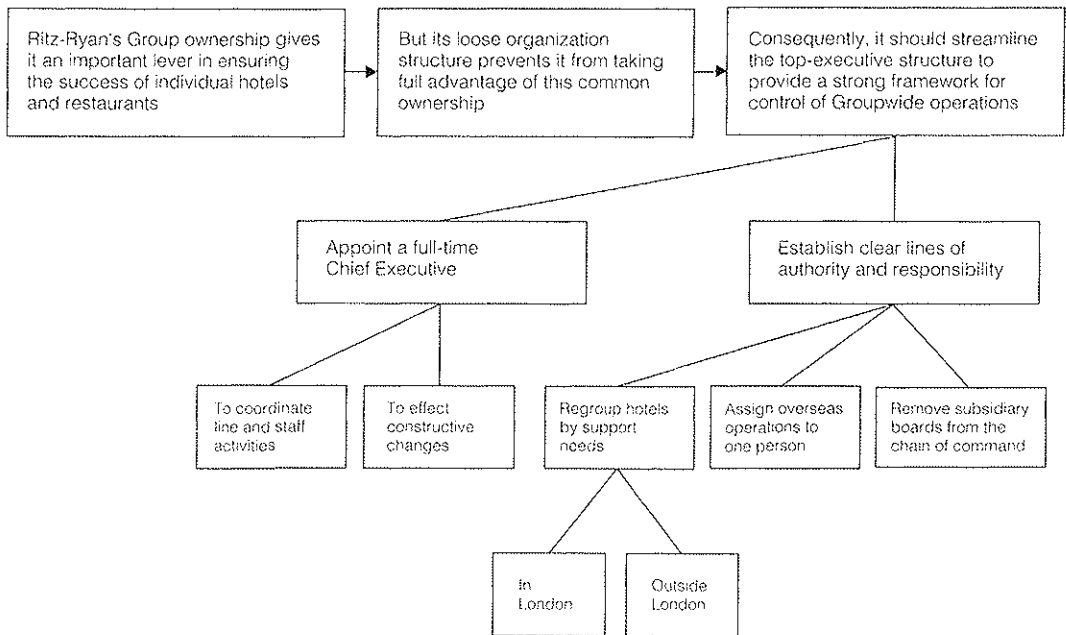 Ritz-Ryan's Group ownership gives
it an important lever in ensuring
the success of individual hotels
and restaurants
But its loose organization
structure prevents it from taking
full advantage of this common
ownership
Consequently, it should streamline
the top-executive structure to
provide a strong framework for
control of Groupwide operations
Appoint a full-time
Chief Executive
Establish clear lines of
authority and responsibility
To coordinate
line and staff
activities
To effect
constructive
changes
Regroup hotels
by support
needs
Assign overseas
operations to
one person
Remove subsidiary
boards from the
chain of command
In
London
Outside
London